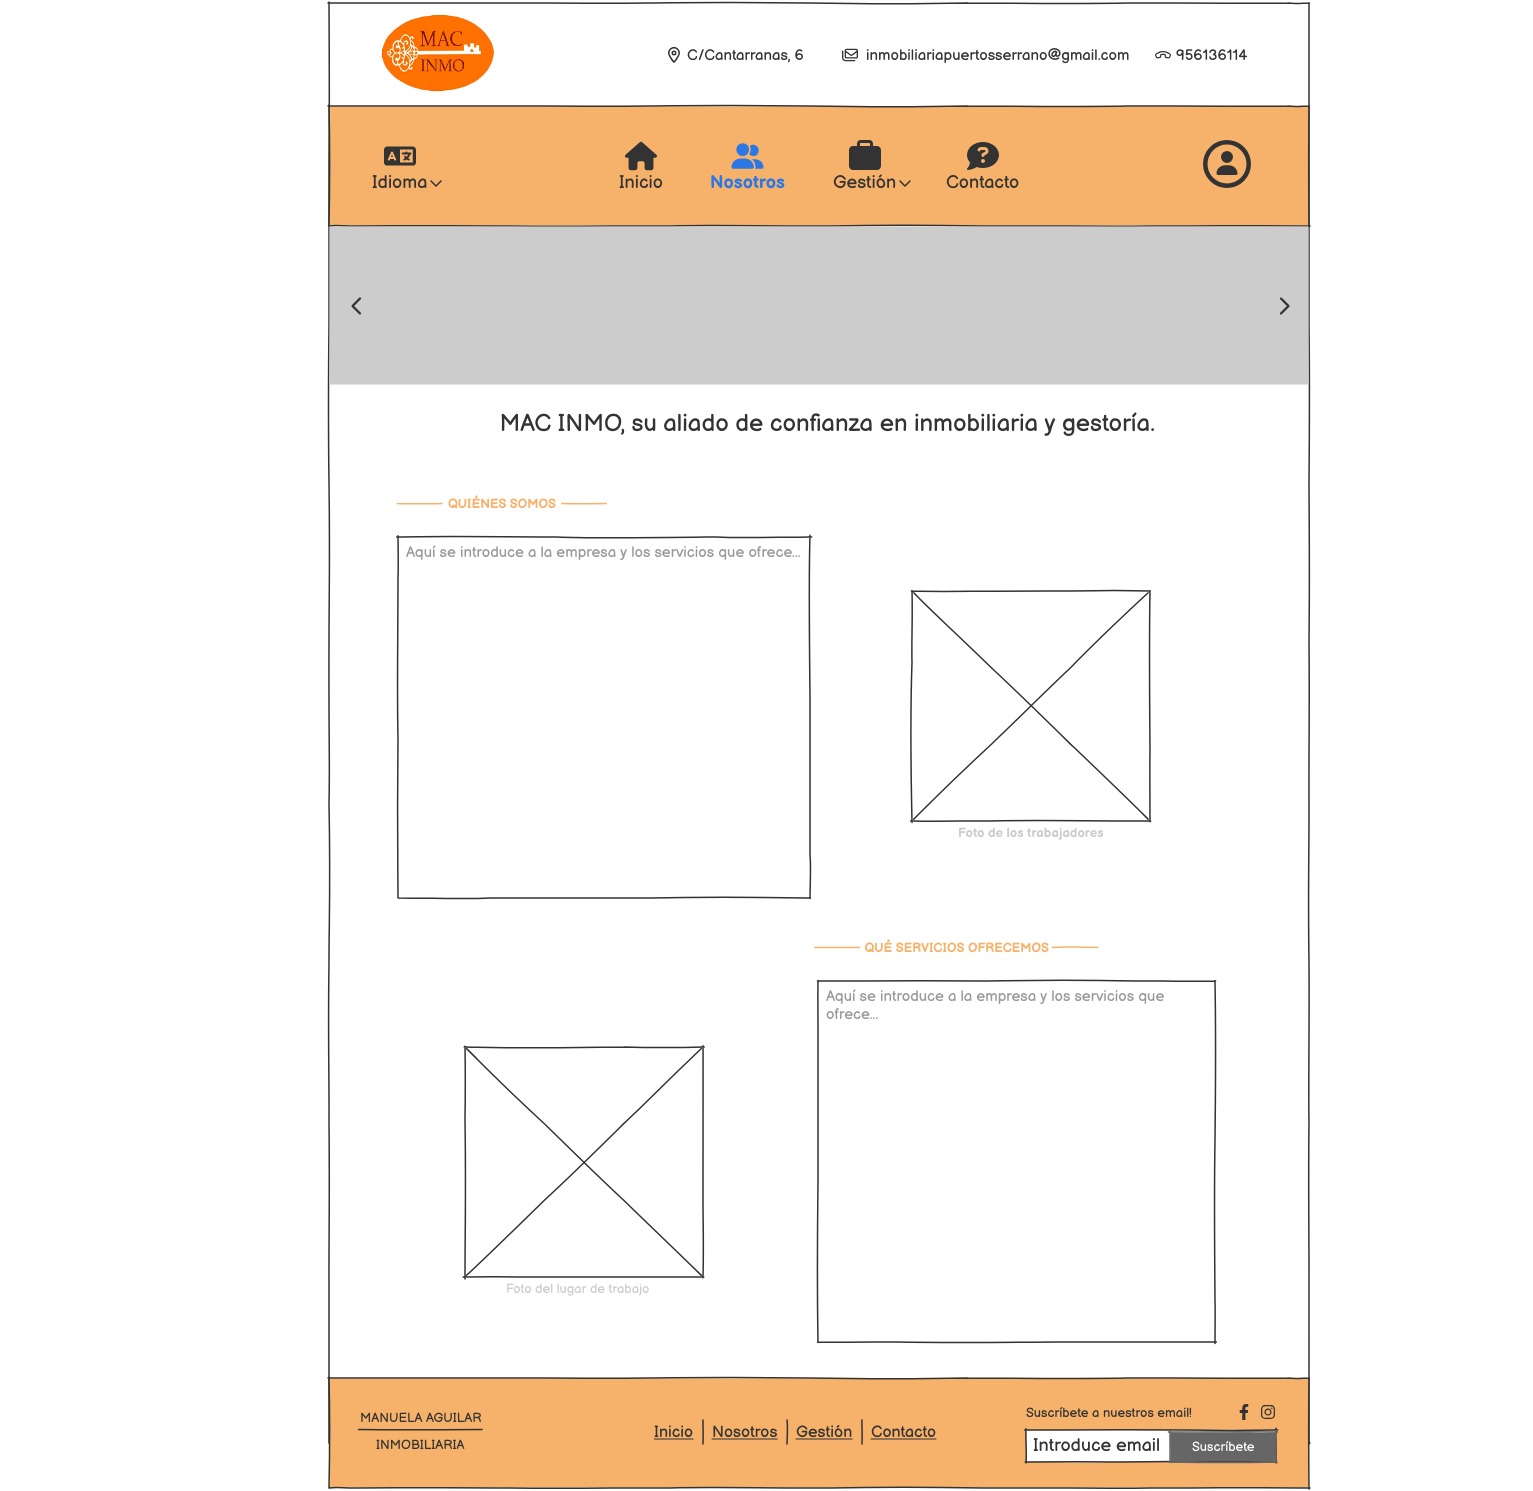 MAC
INMO
C/Cantarranas, 6
inmobiliariapuertosserrano@gmail.com
956136114
Idioma
Inicio
Nosotros
Gestión
Contacto
MAC INMO, su aliado de confianza en inmobiliaria y gestoría.
QUIÉNES SOMOS
Aquí se introduce a la empresa y los servicios que ofrece...
Foto de los trabajadores
QUÉ SERVICIOS OFRECEMOS
Aquí se introduce a la empresa y los servicios que
ofrece...
Foto del lugar de trabajo
MANUELA AGUILAR
INMOBILIARIA
Inicio
Nosotros
Gestión
Contacto
Suscríbete a nuestros email!
Introduce email
Suscríbete